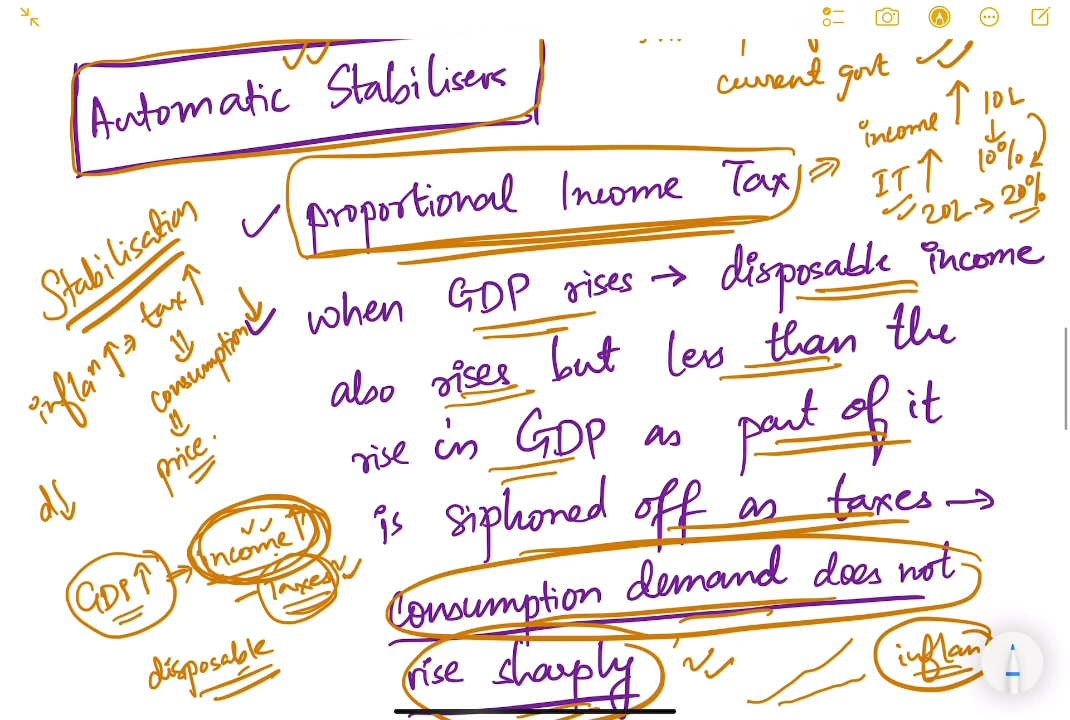 current govt
Automatic Stabilisers
income ↑ 10L
↓
10%
IT ↑
20L → 20%
Proportional Income Tax ⇒
Stabilisation
when GDP rises → disposable income
also rises but less than the
rise in GDP as part of it
is siphoned off as taxes →
consumption demand does not
rise sharply
inflaⁿ ↑ ⇒ tax ↑
⇓
consumption ↓
⇓
price
d↓
GDP ↑ → income ↑
- Taxes
disposable
inflaⁿ